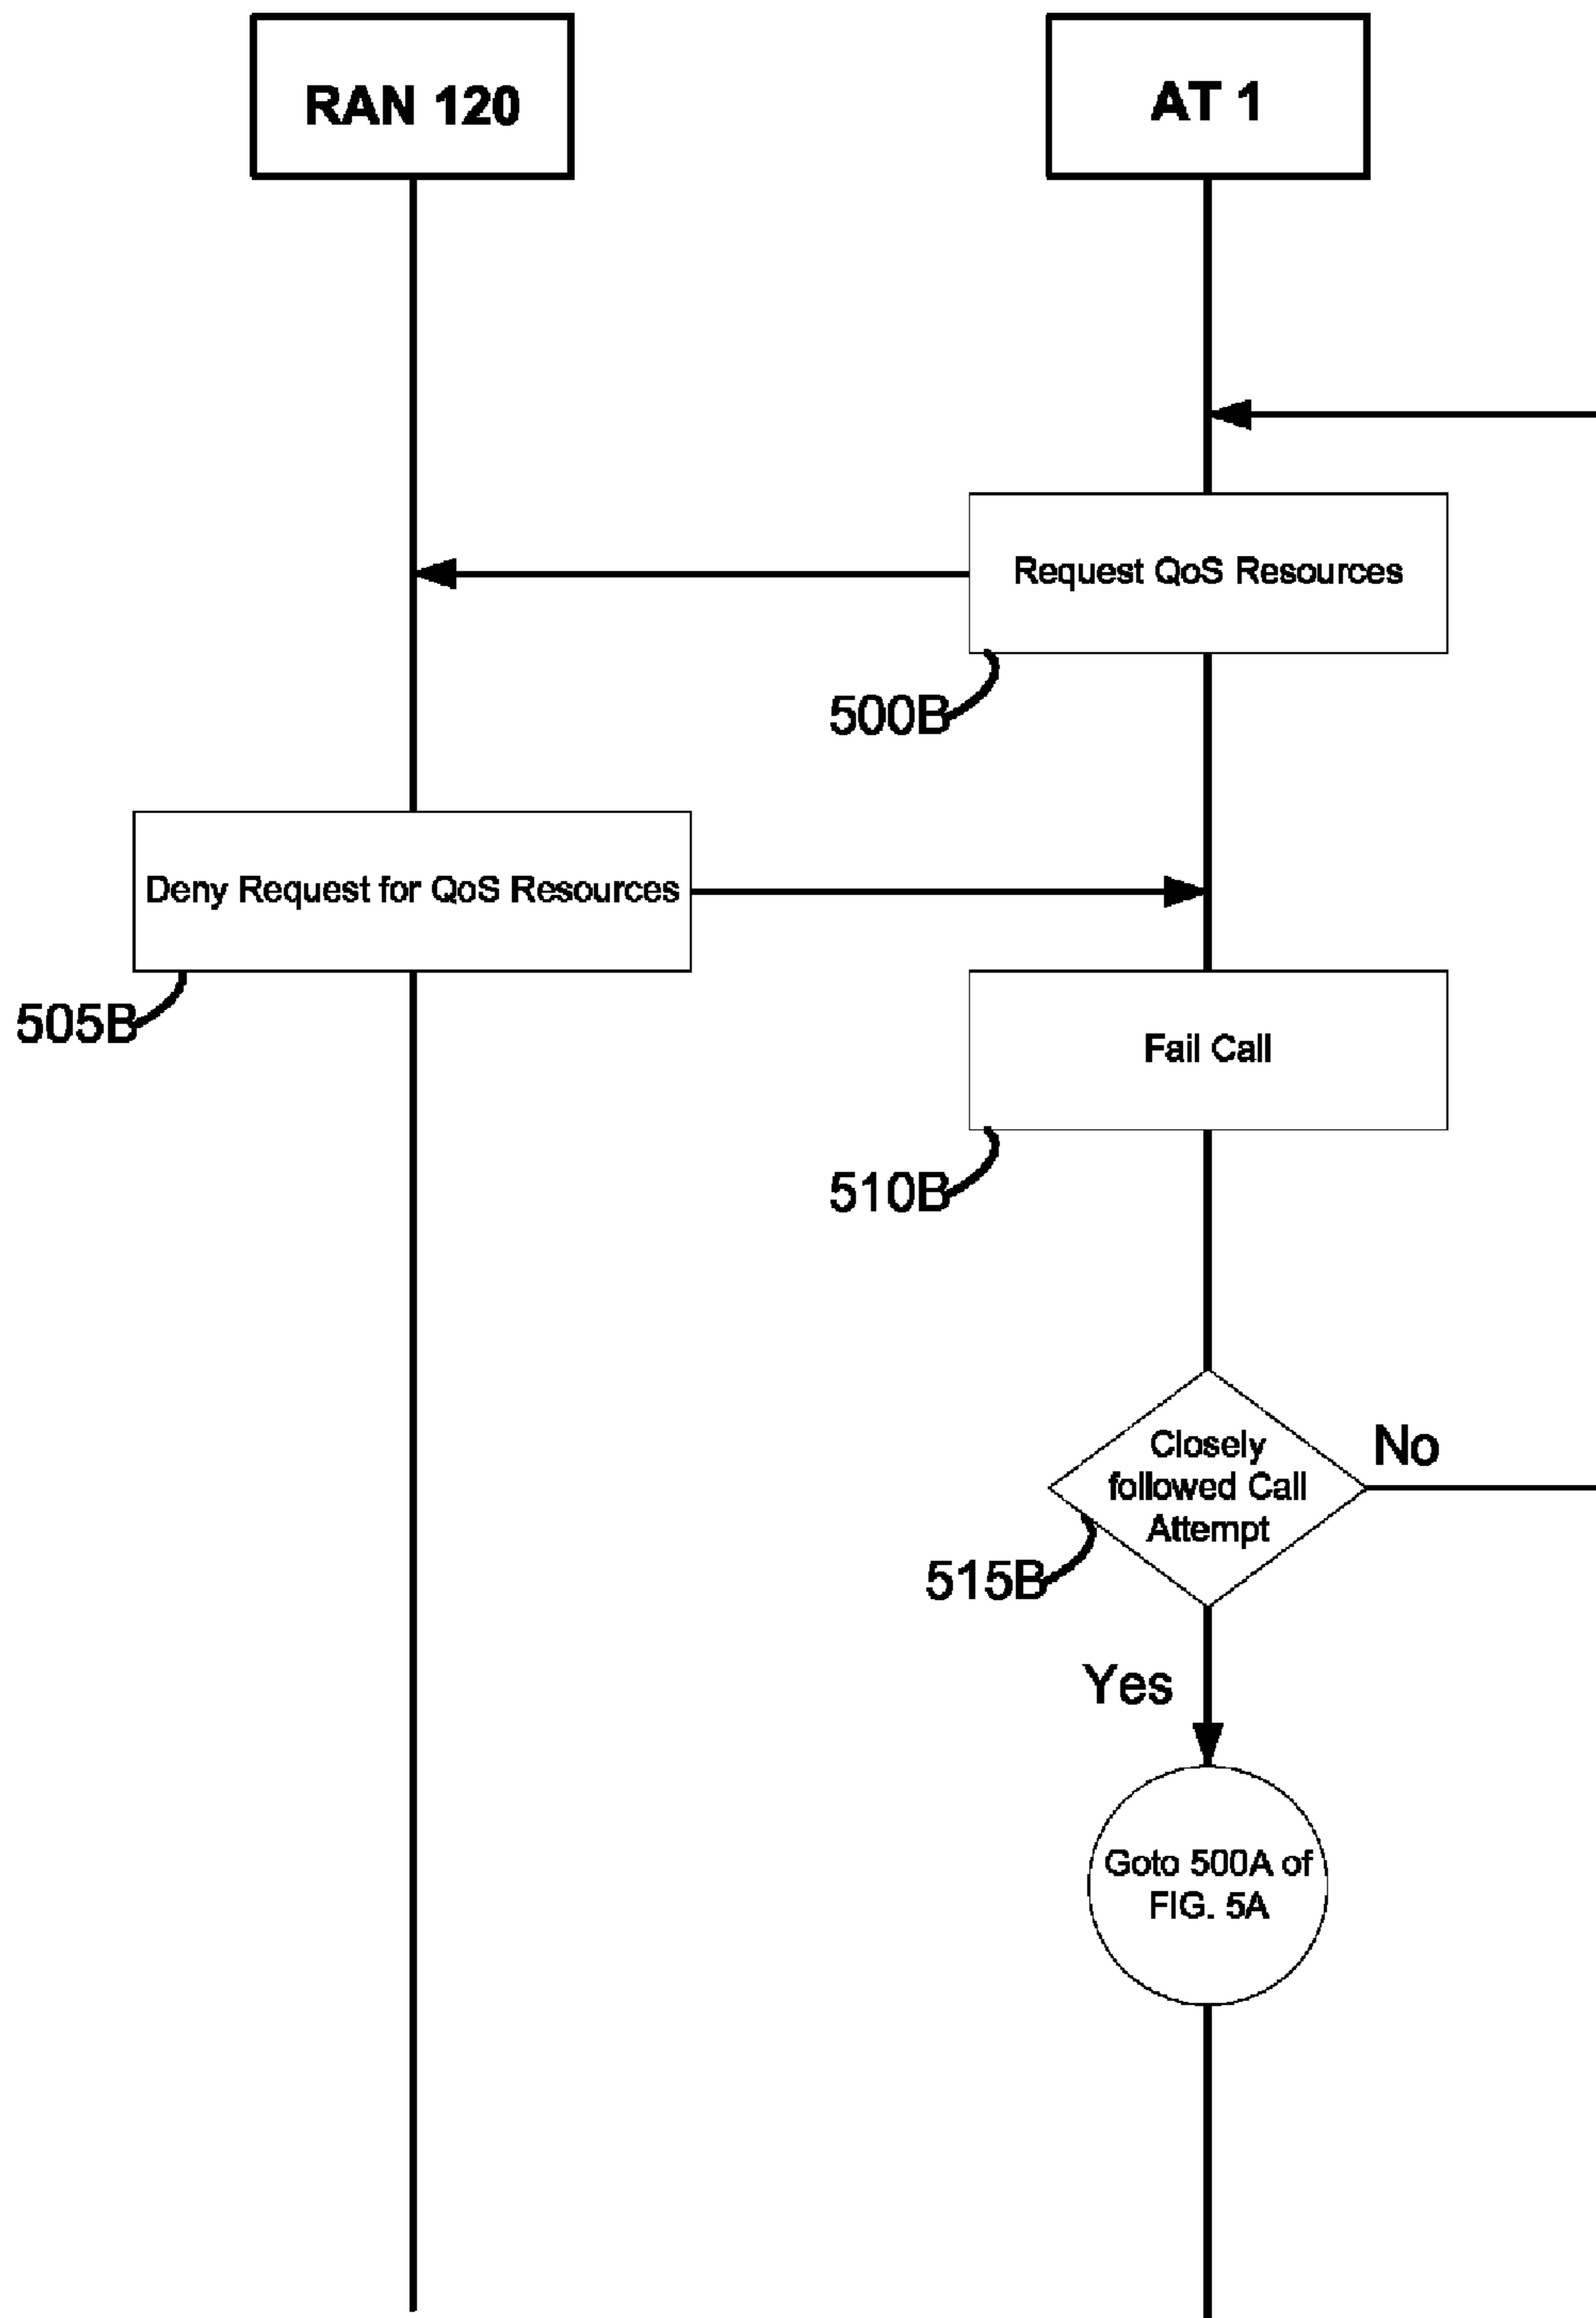 RAN 120
AT 1
Request QoS Resources
500B
Deny Request for QoS Resources
505B
Fail Call
510B
Closely
followed Call
Attempt
No
515B
Yes
Goto 500A of
FIG. 5A